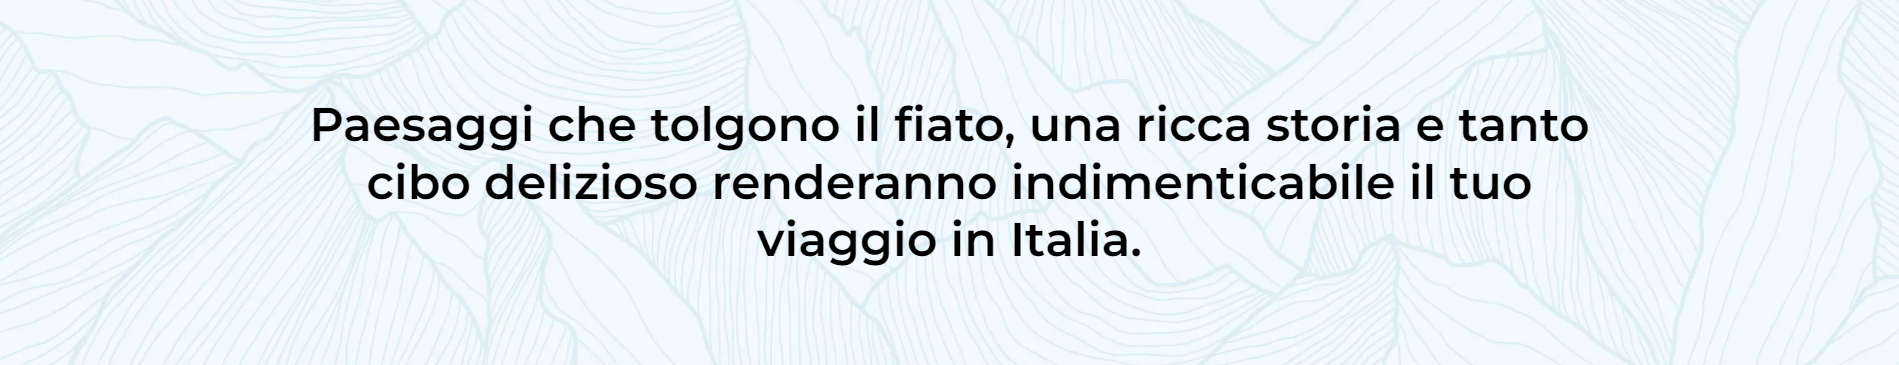 Paesaggi che tolgono il fiato, una ricca storia e tanto
cibo delizioso renderanno indimenticabile il tuo
viaggio in Italia.